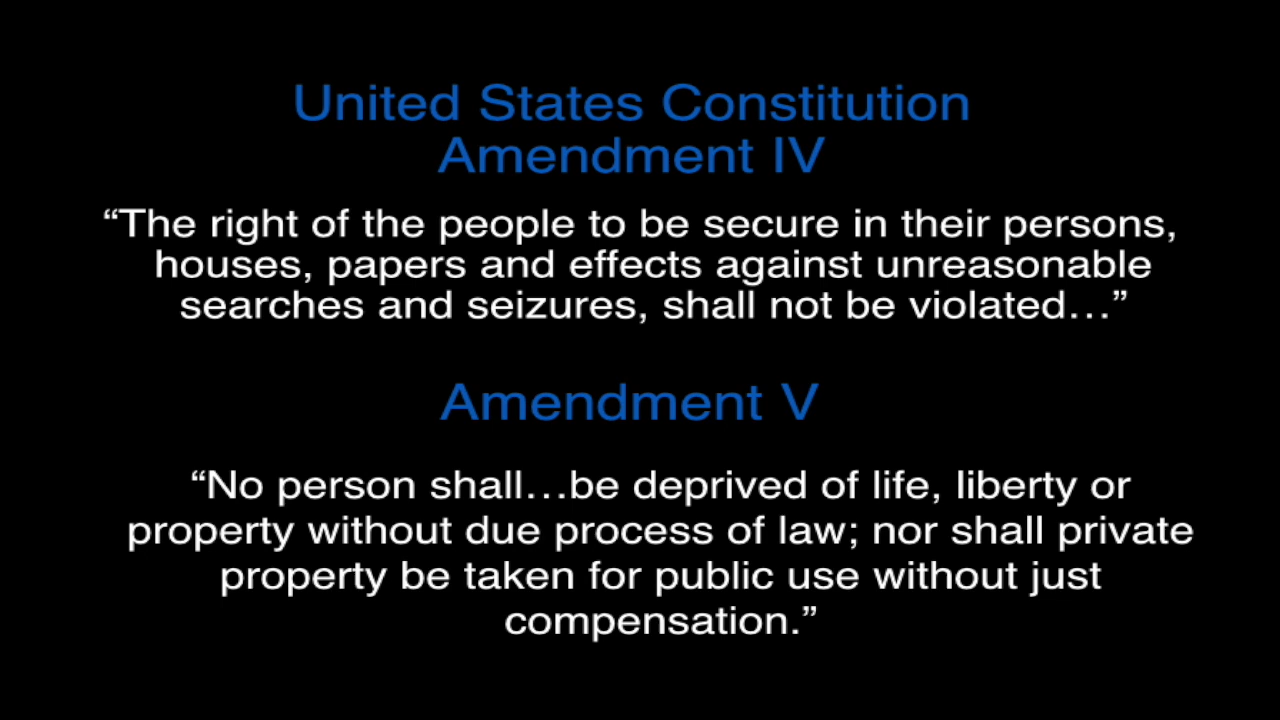 United States Constitution
Amendment IV
“The right of the people to be secure in their persons,
houses, papers and effects against unreasonable
searches and seizures, shall not be violated…”
Amendment V
“No person shall…be deprived of life, liberty or
property without due process of law; nor shall private
property be taken for public use without just
compensation.”